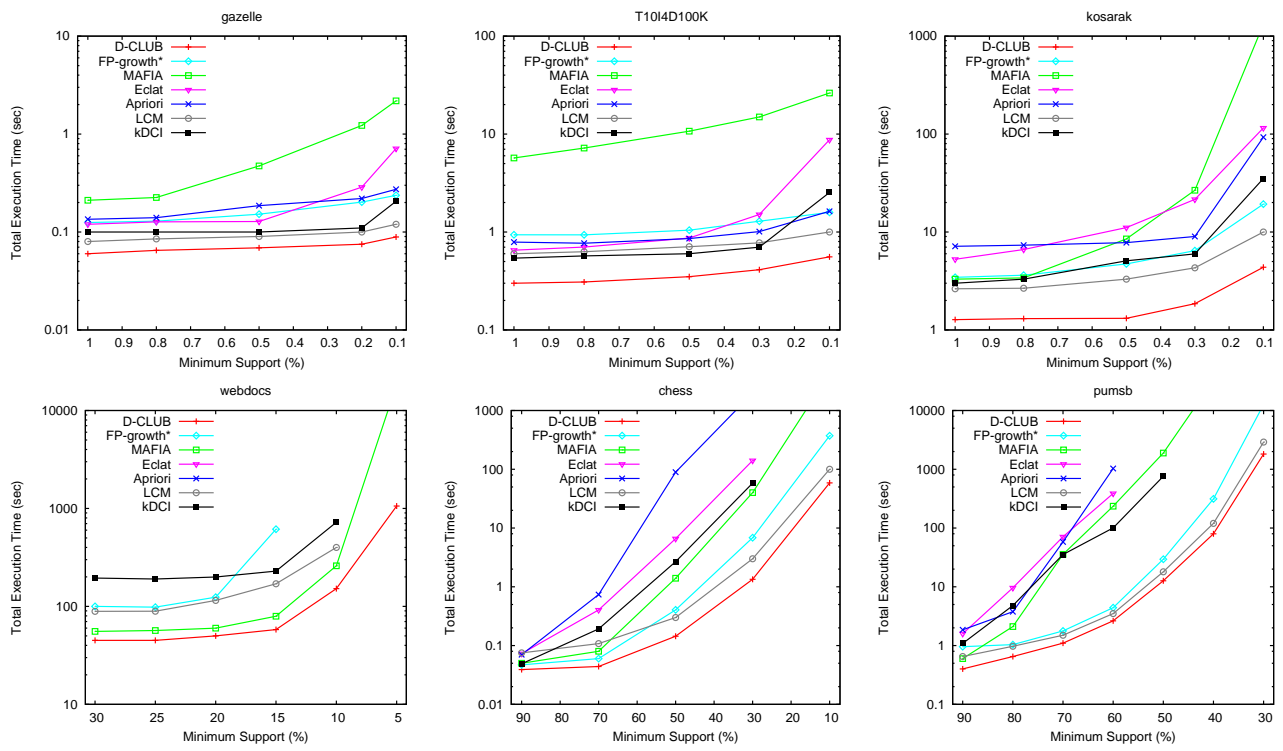 gazelle
Total Execution Time (sec)
10
1
0.1
0.01
D-CLUB
FP-growth*
MAFIA
Eclat
Apriori
LCM
kDCI
1 0.9 0.8 0.7 0.6 0.5 0.4 0.3 0.2 0.1
Minimum Support (%)
T10I4D100K
Total Execution Time (sec)
100
10
1
0.1
D-CLUB
FP-growth*
MAFIA
Eclat
Apriori
LCM
kDCI
1 0.9 0.8 0.7 0.6 0.5 0.4 0.3 0.2 0.1
Minimum Support (%)
kosarak
Total Execution Time (sec)
1000
100
10
1
D-CLUB
FP-growth*
MAFIA
Eclat
Apriori
LCM
kDCI
1 0.9 0.8 0.7 0.6 0.5 0.4 0.3 0.2 0.1
Minimum Support (%)
webdocs
Total Execution Time (sec)
10000
1000
100
10
D-CLUB
FP-growth*
MAFIA
Eclat
Apriori
LCM
kDCI
30 25 20 15 10 5
Minimum Support (%)
chess
Total Execution Time (sec)
1000
100
10
1
0.1
0.01
D-CLUB
FP-growth*
MAFIA
Eclat
Apriori
LCM
kDCI
90 80 70 60 50 40 30 20 10
Minimum Support (%)
pumsb
Total Execution Time (sec)
10000
1000
100
10
1
0.1
D-CLUB
FP-growth*
MAFIA
Eclat
Apriori
LCM
kDCI
90 80 70 60 50 40 30
Minimum Support (%)